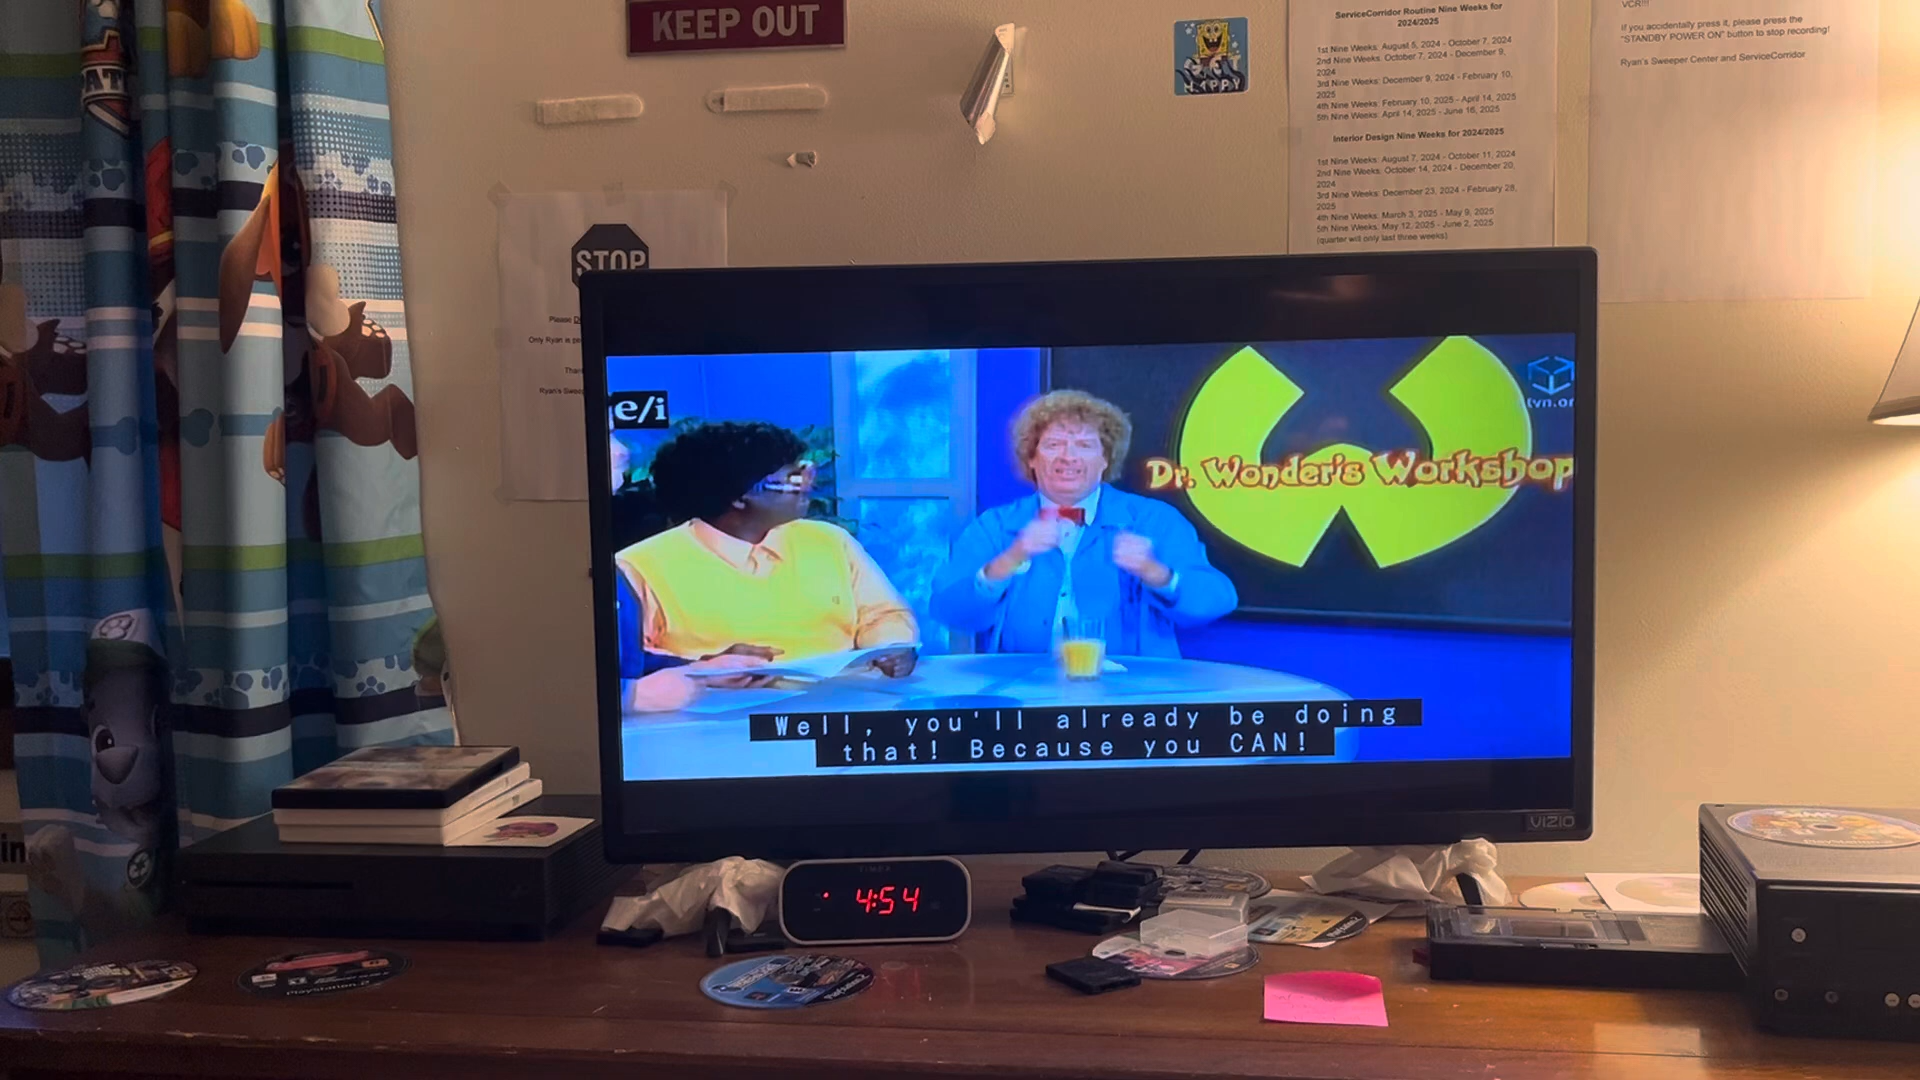 KEEP OUT
GET
HAPPY
ServiceCorridor Routine Nine Weeks for
2024/2025
1st Nine Weeks: August 5, 2024 - October 7, 2024
2nd Nine Weeks: October 7, 2024 - December 9,
2024
3rd Nine Weeks: December 9, 2024 - February 10,
2025
4th Nine Weeks: February 10, 2025 - April 14, 2025
5th Nine Weeks: April 14, 2025 - June 16, 2025
Interior Design Nine Weeks for 2024/2025
1st Nine Weeks: August 7, 2024 - October 11, 2024
2nd Nine Weeks: October 14, 2024 - December 20,
2024
3rd Nine Weeks: December 23, 2024 - February 28,
2025
4th Nine Weeks: March 3, 2025 - May 9, 2025
5th Nine Weeks: May 12, 2025 - June 2, 2025
(quarter will only last three weeks)
VCR!!!
If you accidentally press it, please press the
"STANDBY POWER ON" button to stop recording!
Ryan's Sweeper Center and ServiceCorridor
STOP
Please
Only Ryan is
Ryan's
e/i
tvn.or
Dr. Wonder's Workshop
Well, you'll already be doing
that! Because you CAN!
VIZIO
TIMEX
4:54
PlayStation 2